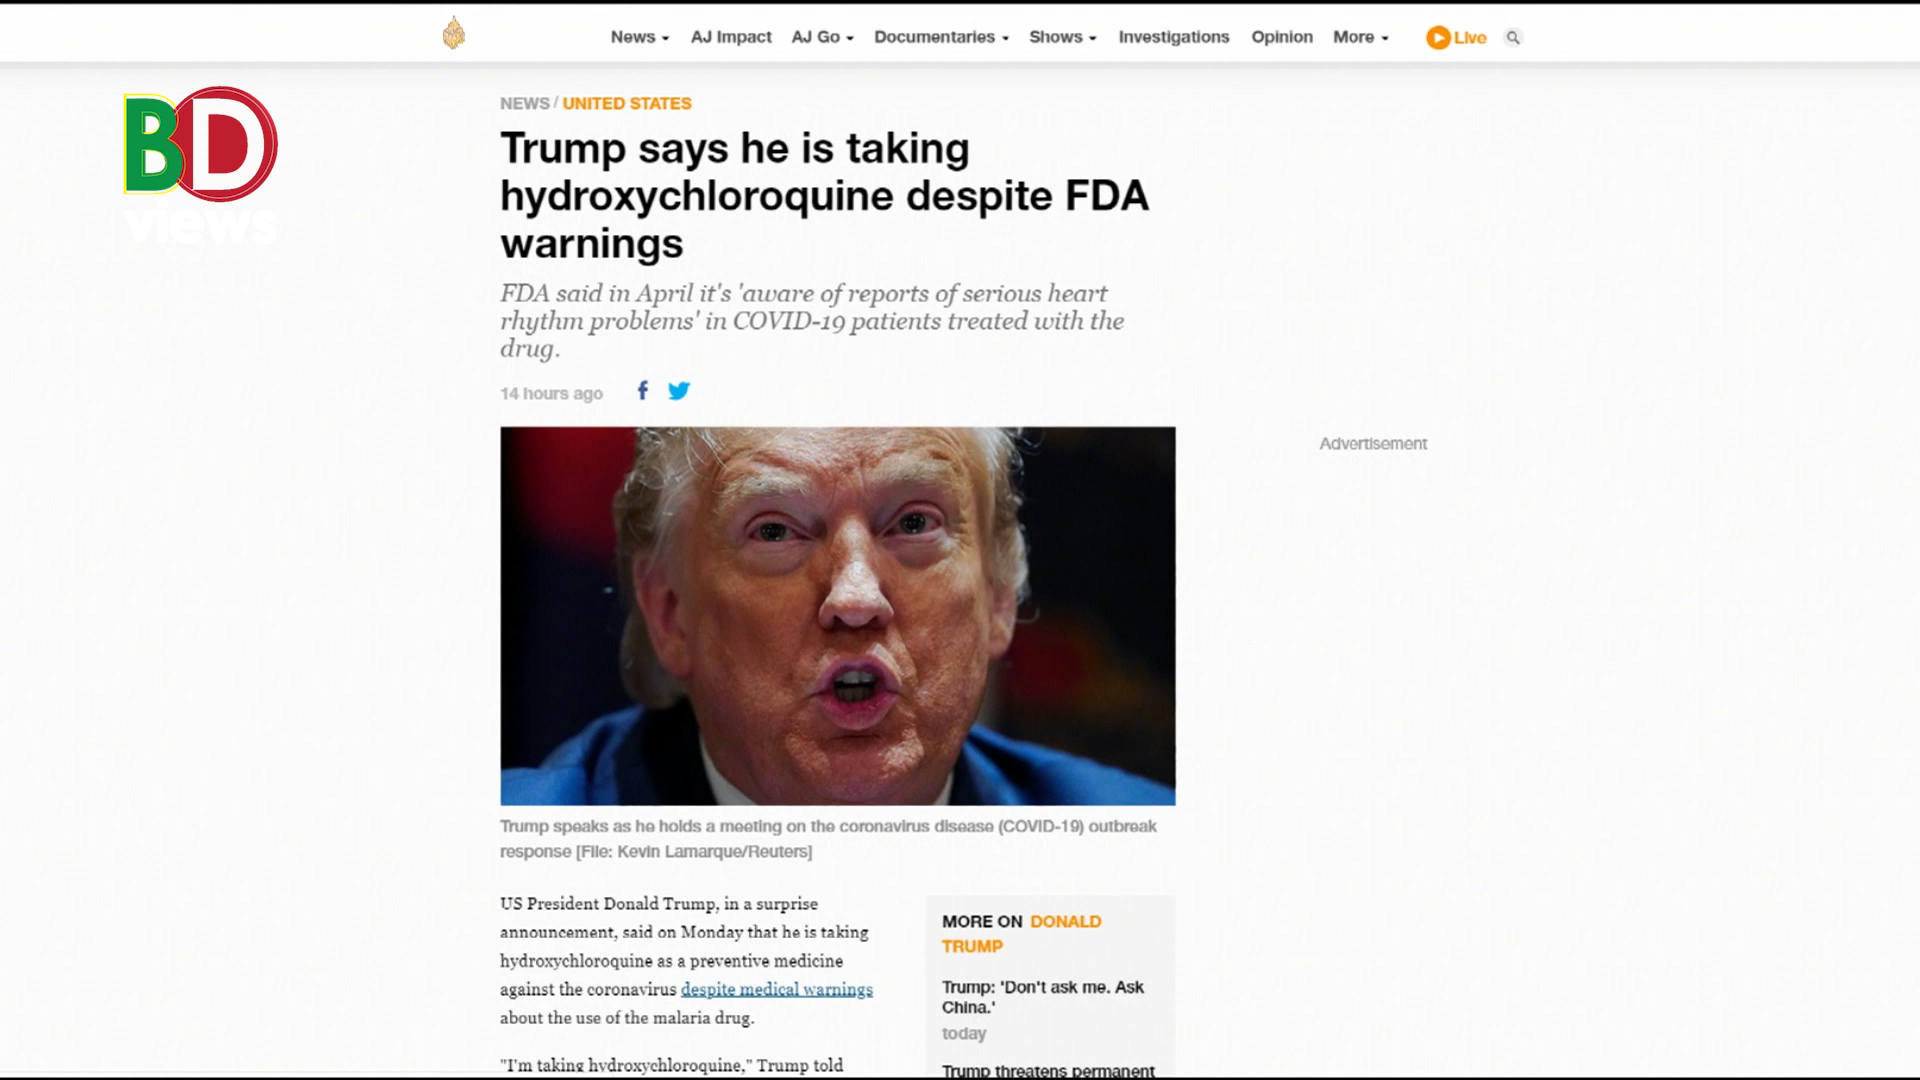 News AJ Impact AJ Go Documentaries Shows Investigations Opinion More Live
BD
views
NEWS / UNITED STATES
Trump says he is taking
hydroxychloroquine despite FDA
warnings
FDA said in April it's 'aware of reports of serious heart
rhythm problems' in COVID-19 patients treated with the
drug.
14 hours ago
Advertisement
Trump speaks as he holds a meeting on the coronavirus disease (COVID-19) outbreak
response [File: Kevin Lamarque/Reuters]
US President Donald Trump, in a surprise
announcement, said on Monday that he is taking
hydroxychloroquine as a preventive medicine
against the coronavirus despite medical warnings
about the use of the malaria drug.
"I'm taking hydroxychloroquine," Trump told
MORE ON DONALD
TRUMP
Trump: 'Don't ask me. Ask
China.'
today
Trump threatens permanent